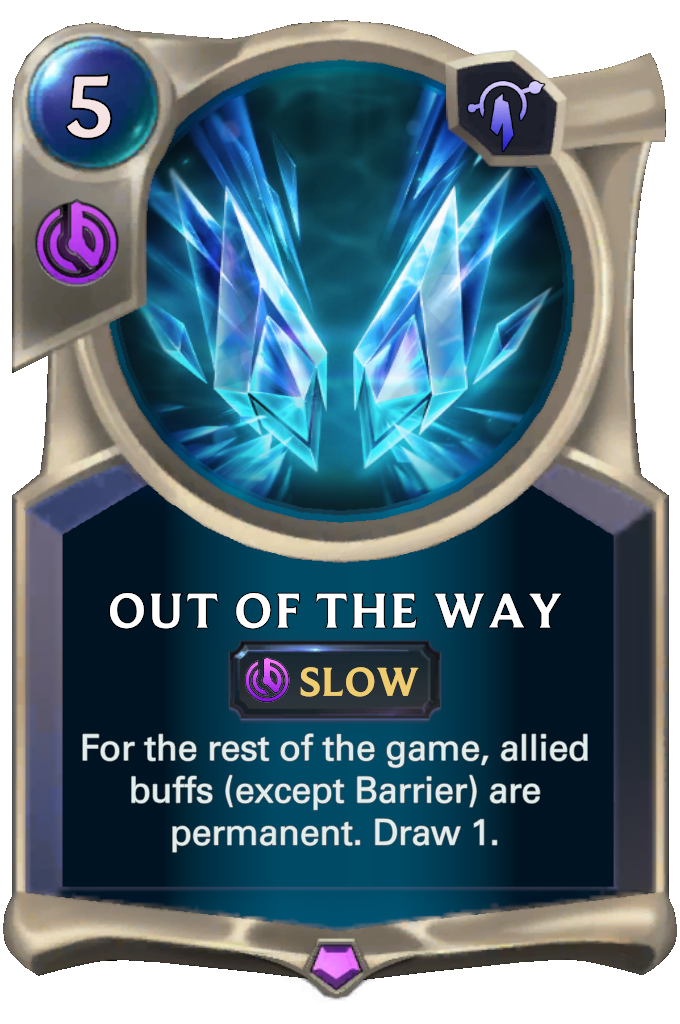 5
OUT OF THE WAY
SLOW
For the rest of the game, allied
buffs (except Barrier) are
permanent. Draw 1.